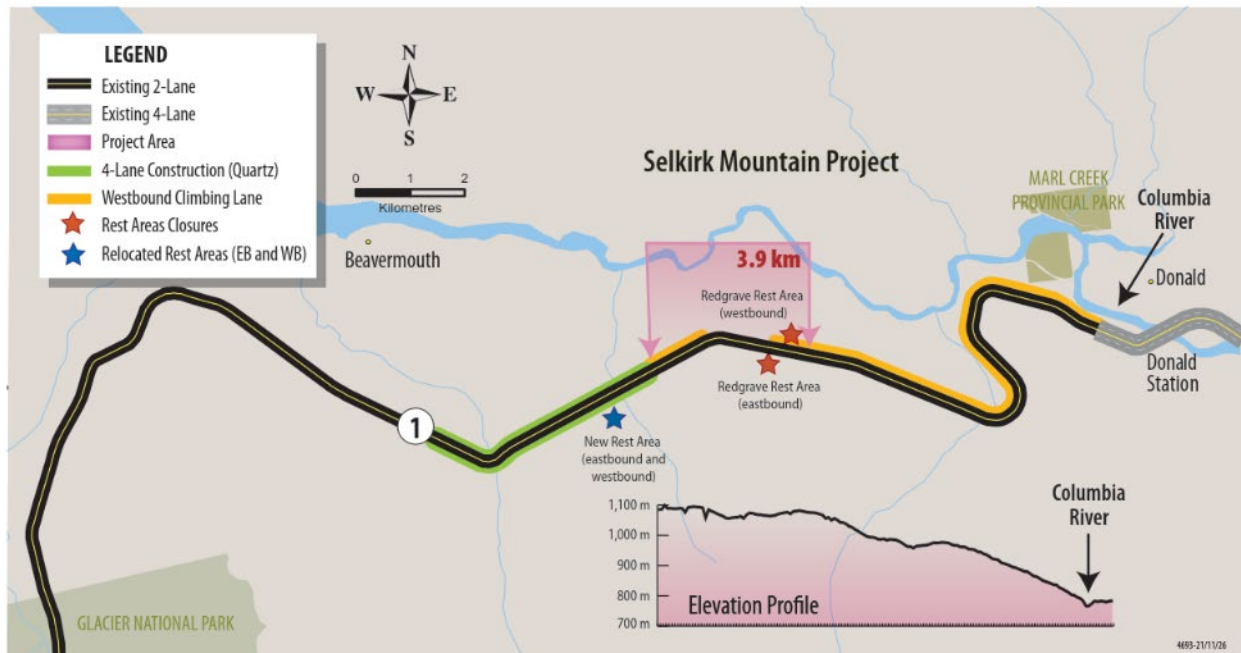 LEGEND
Existing 2-Lane
Existing 4-Lane
Project Area
4-Lane Construction (Quartz)
Westbound Climbing Lane
Rest Areas Closures
Relocated Rest Areas (EB and WB)
N
W E
S
0 1 2
Kilometres
Selkirk Mountain Project
MARL CREEK
PROVINCIAL PARK
Columbia
River
Beavermouth
3.9 km
Donald
Redgrave Rest Area
(westbound)
Redgrave Rest Area
(eastbound)
Donald
Station
1
New Rest Area
(eastbound and
westbound)
GLACIER NATIONAL PARK
1,100 m
1,000 m
900 m
800 m
700 m
Columbia
River
Elevation Profile
4693-21/11/26